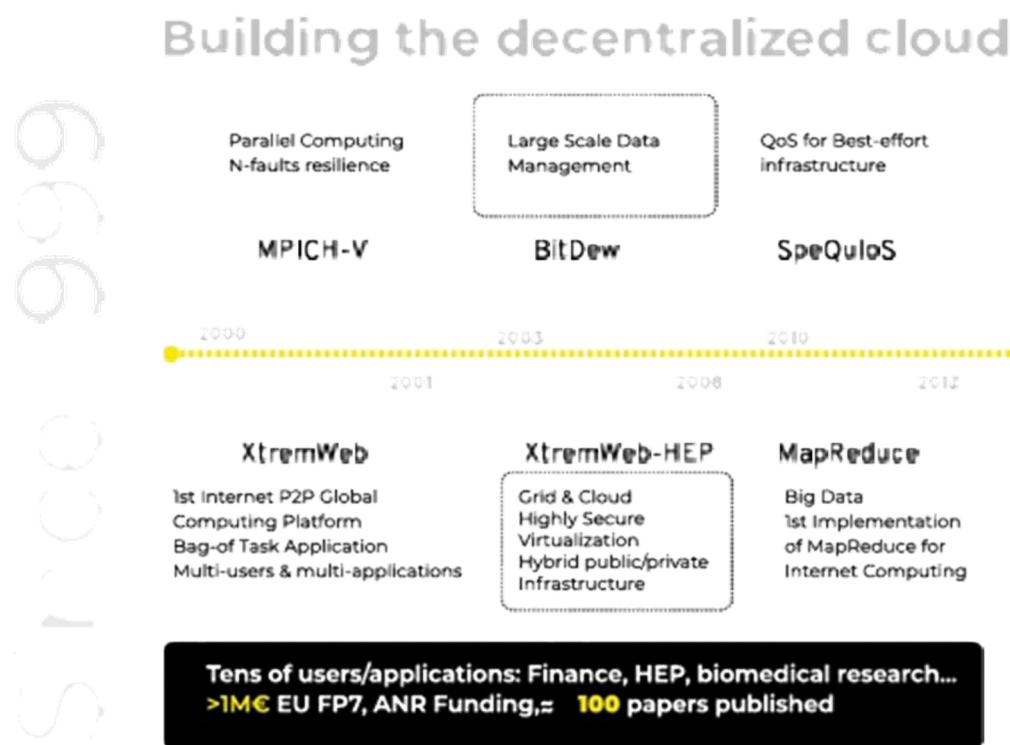 Building the decentralized cloud
Parallel Computing
N-faults resilience
Large Scale Data
Management
QoS for Best-effort
infrastructure
MPICH-V
BitDew
SpeQuloS
2000
2003
2010
2001
2008
XtremWeb
XtremWeb-HEP
MapReduce
1st Internet P2P Global
Computing Platform
Bag-of Task Application
Multi-users & multi-applications
Grid & Cloud
Highly Secure
Virtualization
Hybrid public/private
Infrastructure
Big Data
1st Implementation
of MapReduce for
Internet Computing
Tens of users/applications: Finance, HEP, biomedical research...
>1M€ EU FP7, ANR Funding,≈ 100 papers published